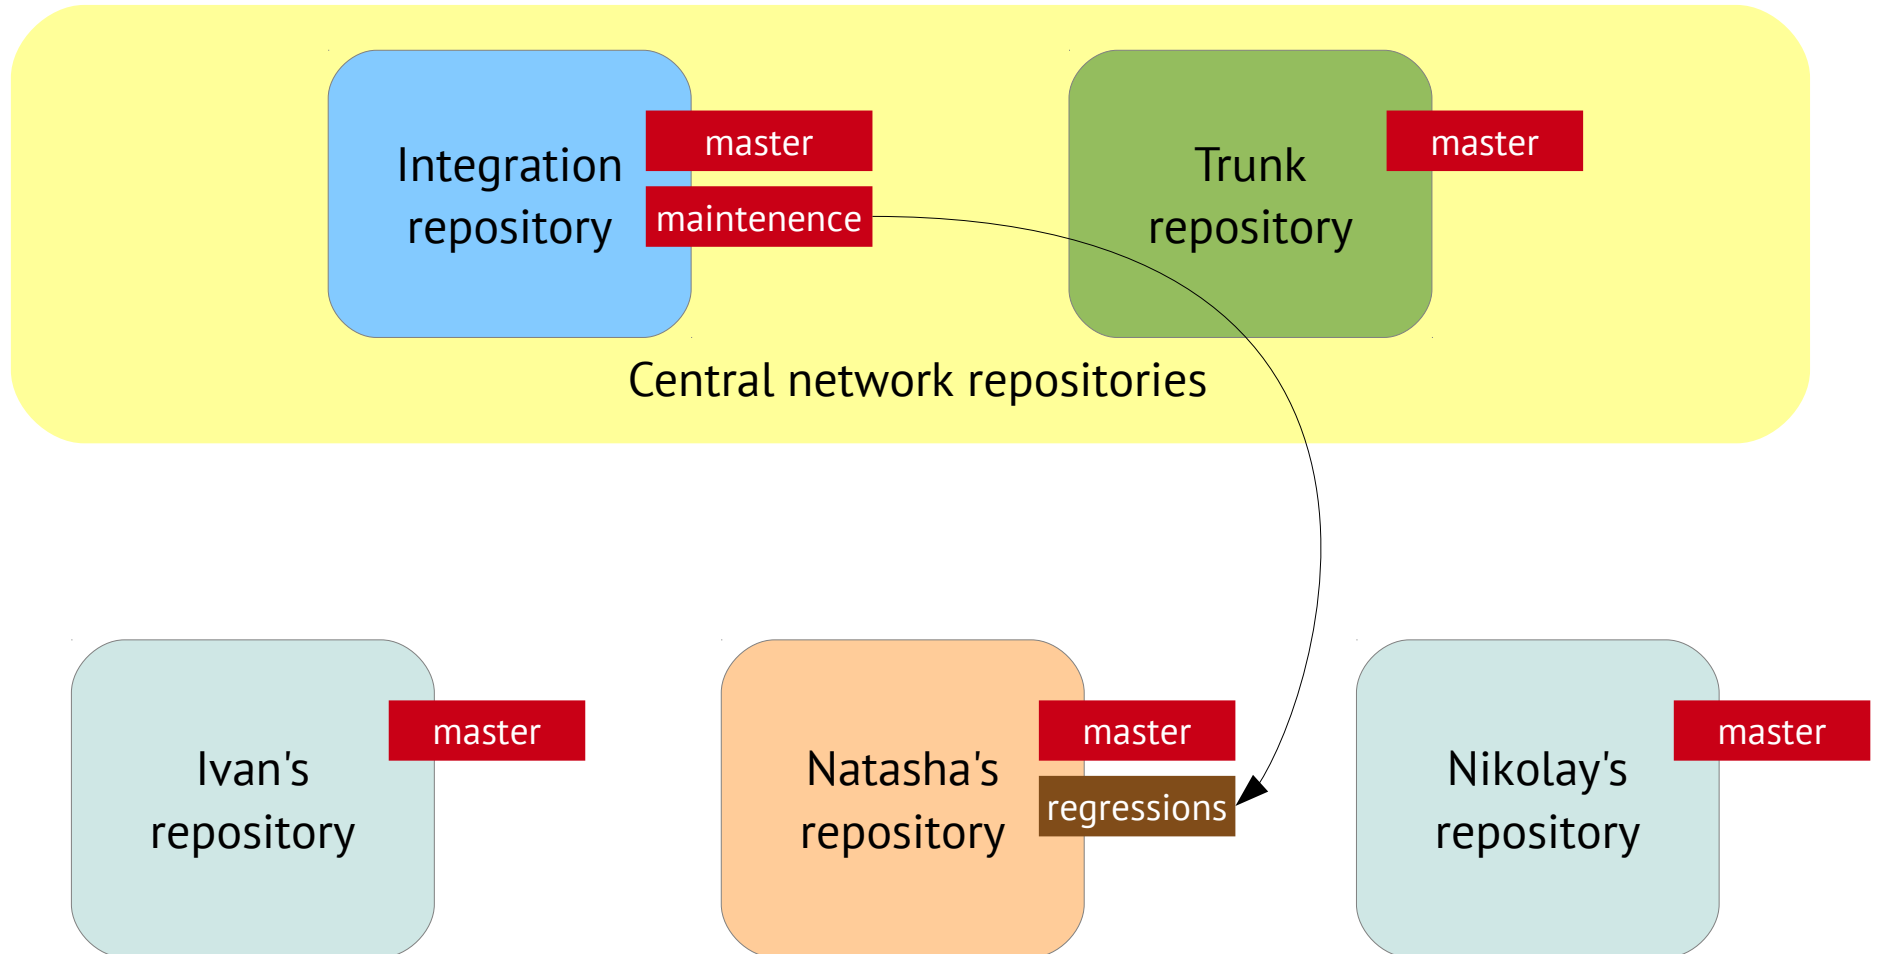 Integration
repository
master
maintenence
Trunk
repository
master
Central network repositories
Ivan's
repository
master
Natasha's
repository
master
regressions
Nikolay's
repository
master